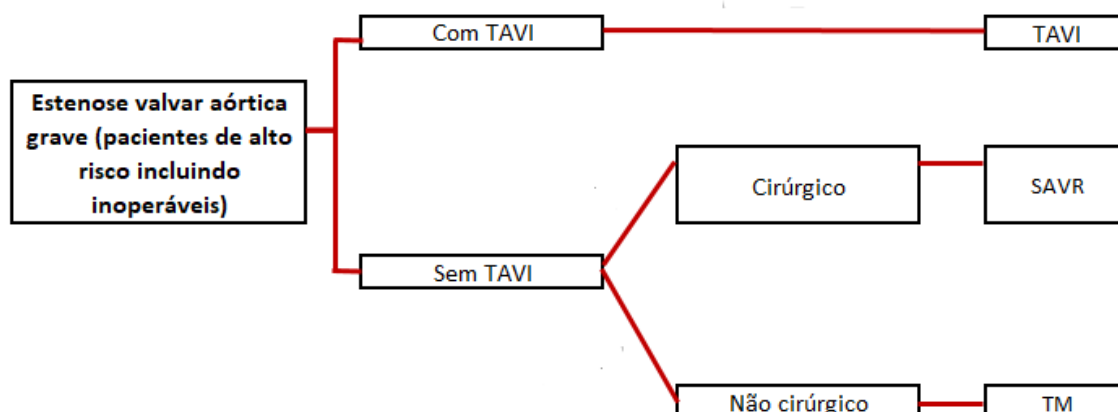 Com TAVI
TAVI
Estenose valvar aórtica
grave (pacientes de alto
risco incluindo
inoperáveis)
Cirúrgico
SAVR
Sem TAVI
Não cirúrgico
TM